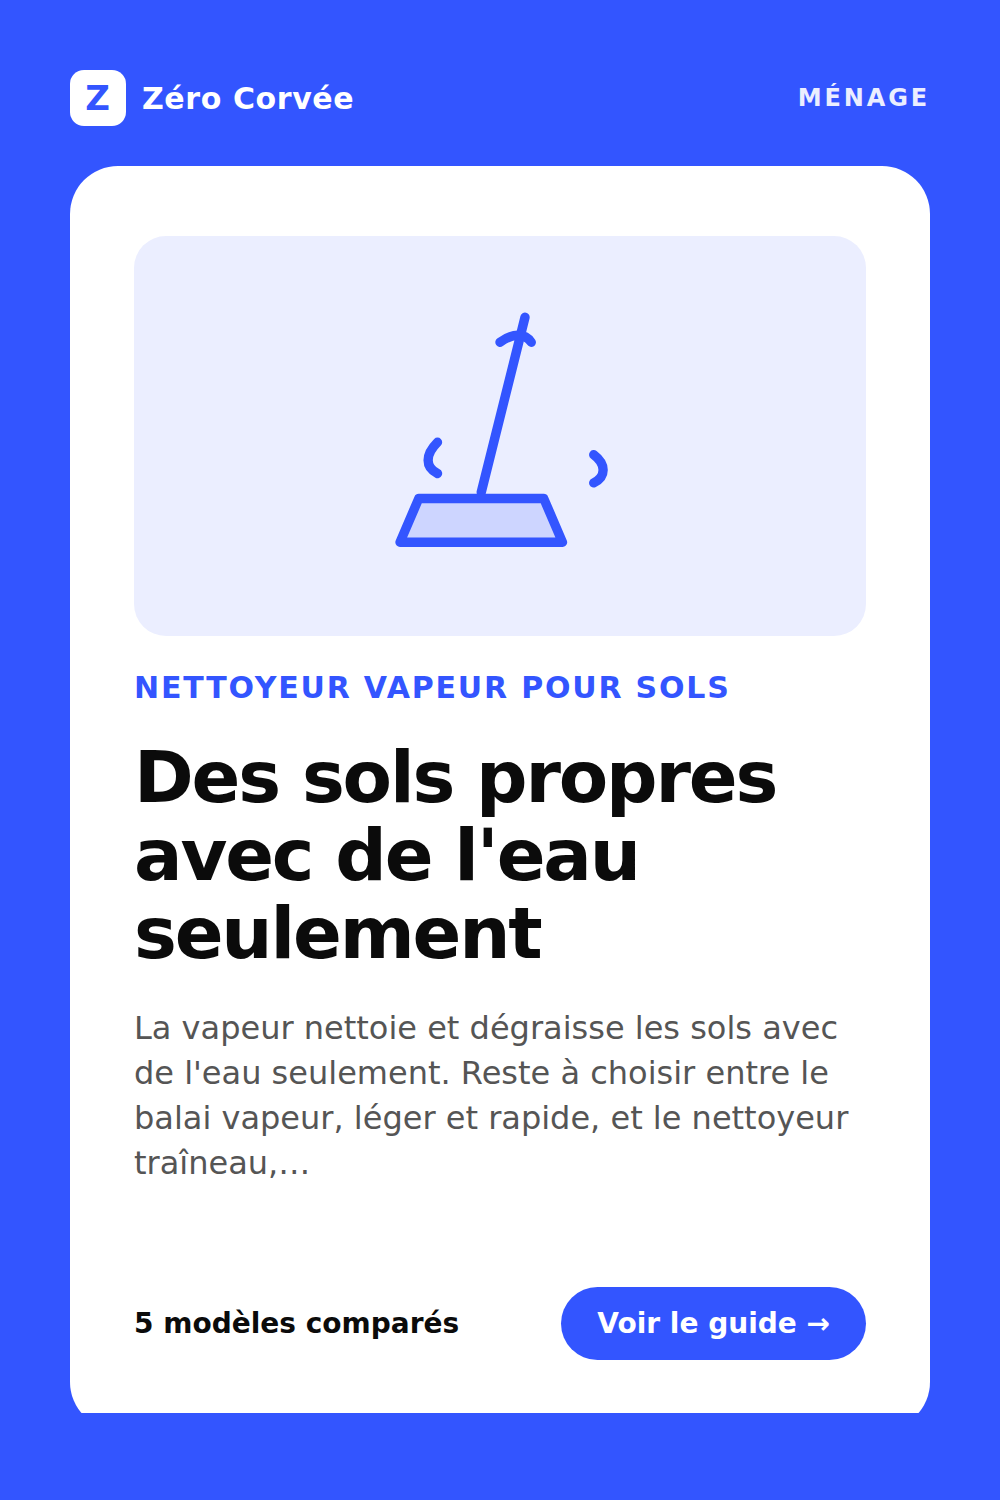 Z Zéro Corvée
MÉNAGE
NETTOYEUR VAPEUR POUR SOLS
Des sols propres
avec de l'eau
seulement
La vapeur nettoie et dégraisse les sols avec
de l'eau seulement. Reste à choisir entre le
balai vapeur, léger et rapide, et le nettoyeur
traîneau,…
5 modèles comparés
Voir le guide →